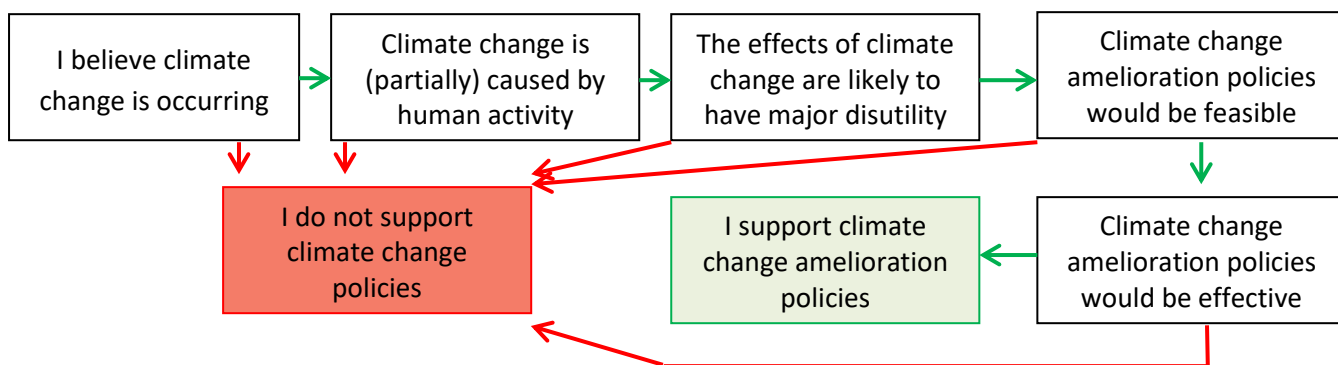 I believe climate
change is occurring
Climate change is
(partially) caused by
human activity
The effects of climate
change are likely to
have major disutility
Climate change
amelioration policies
would be feasible
I do not support
climate change
policies
I support climate
change amelioration
policies
Climate change
amelioration policies
would be effective